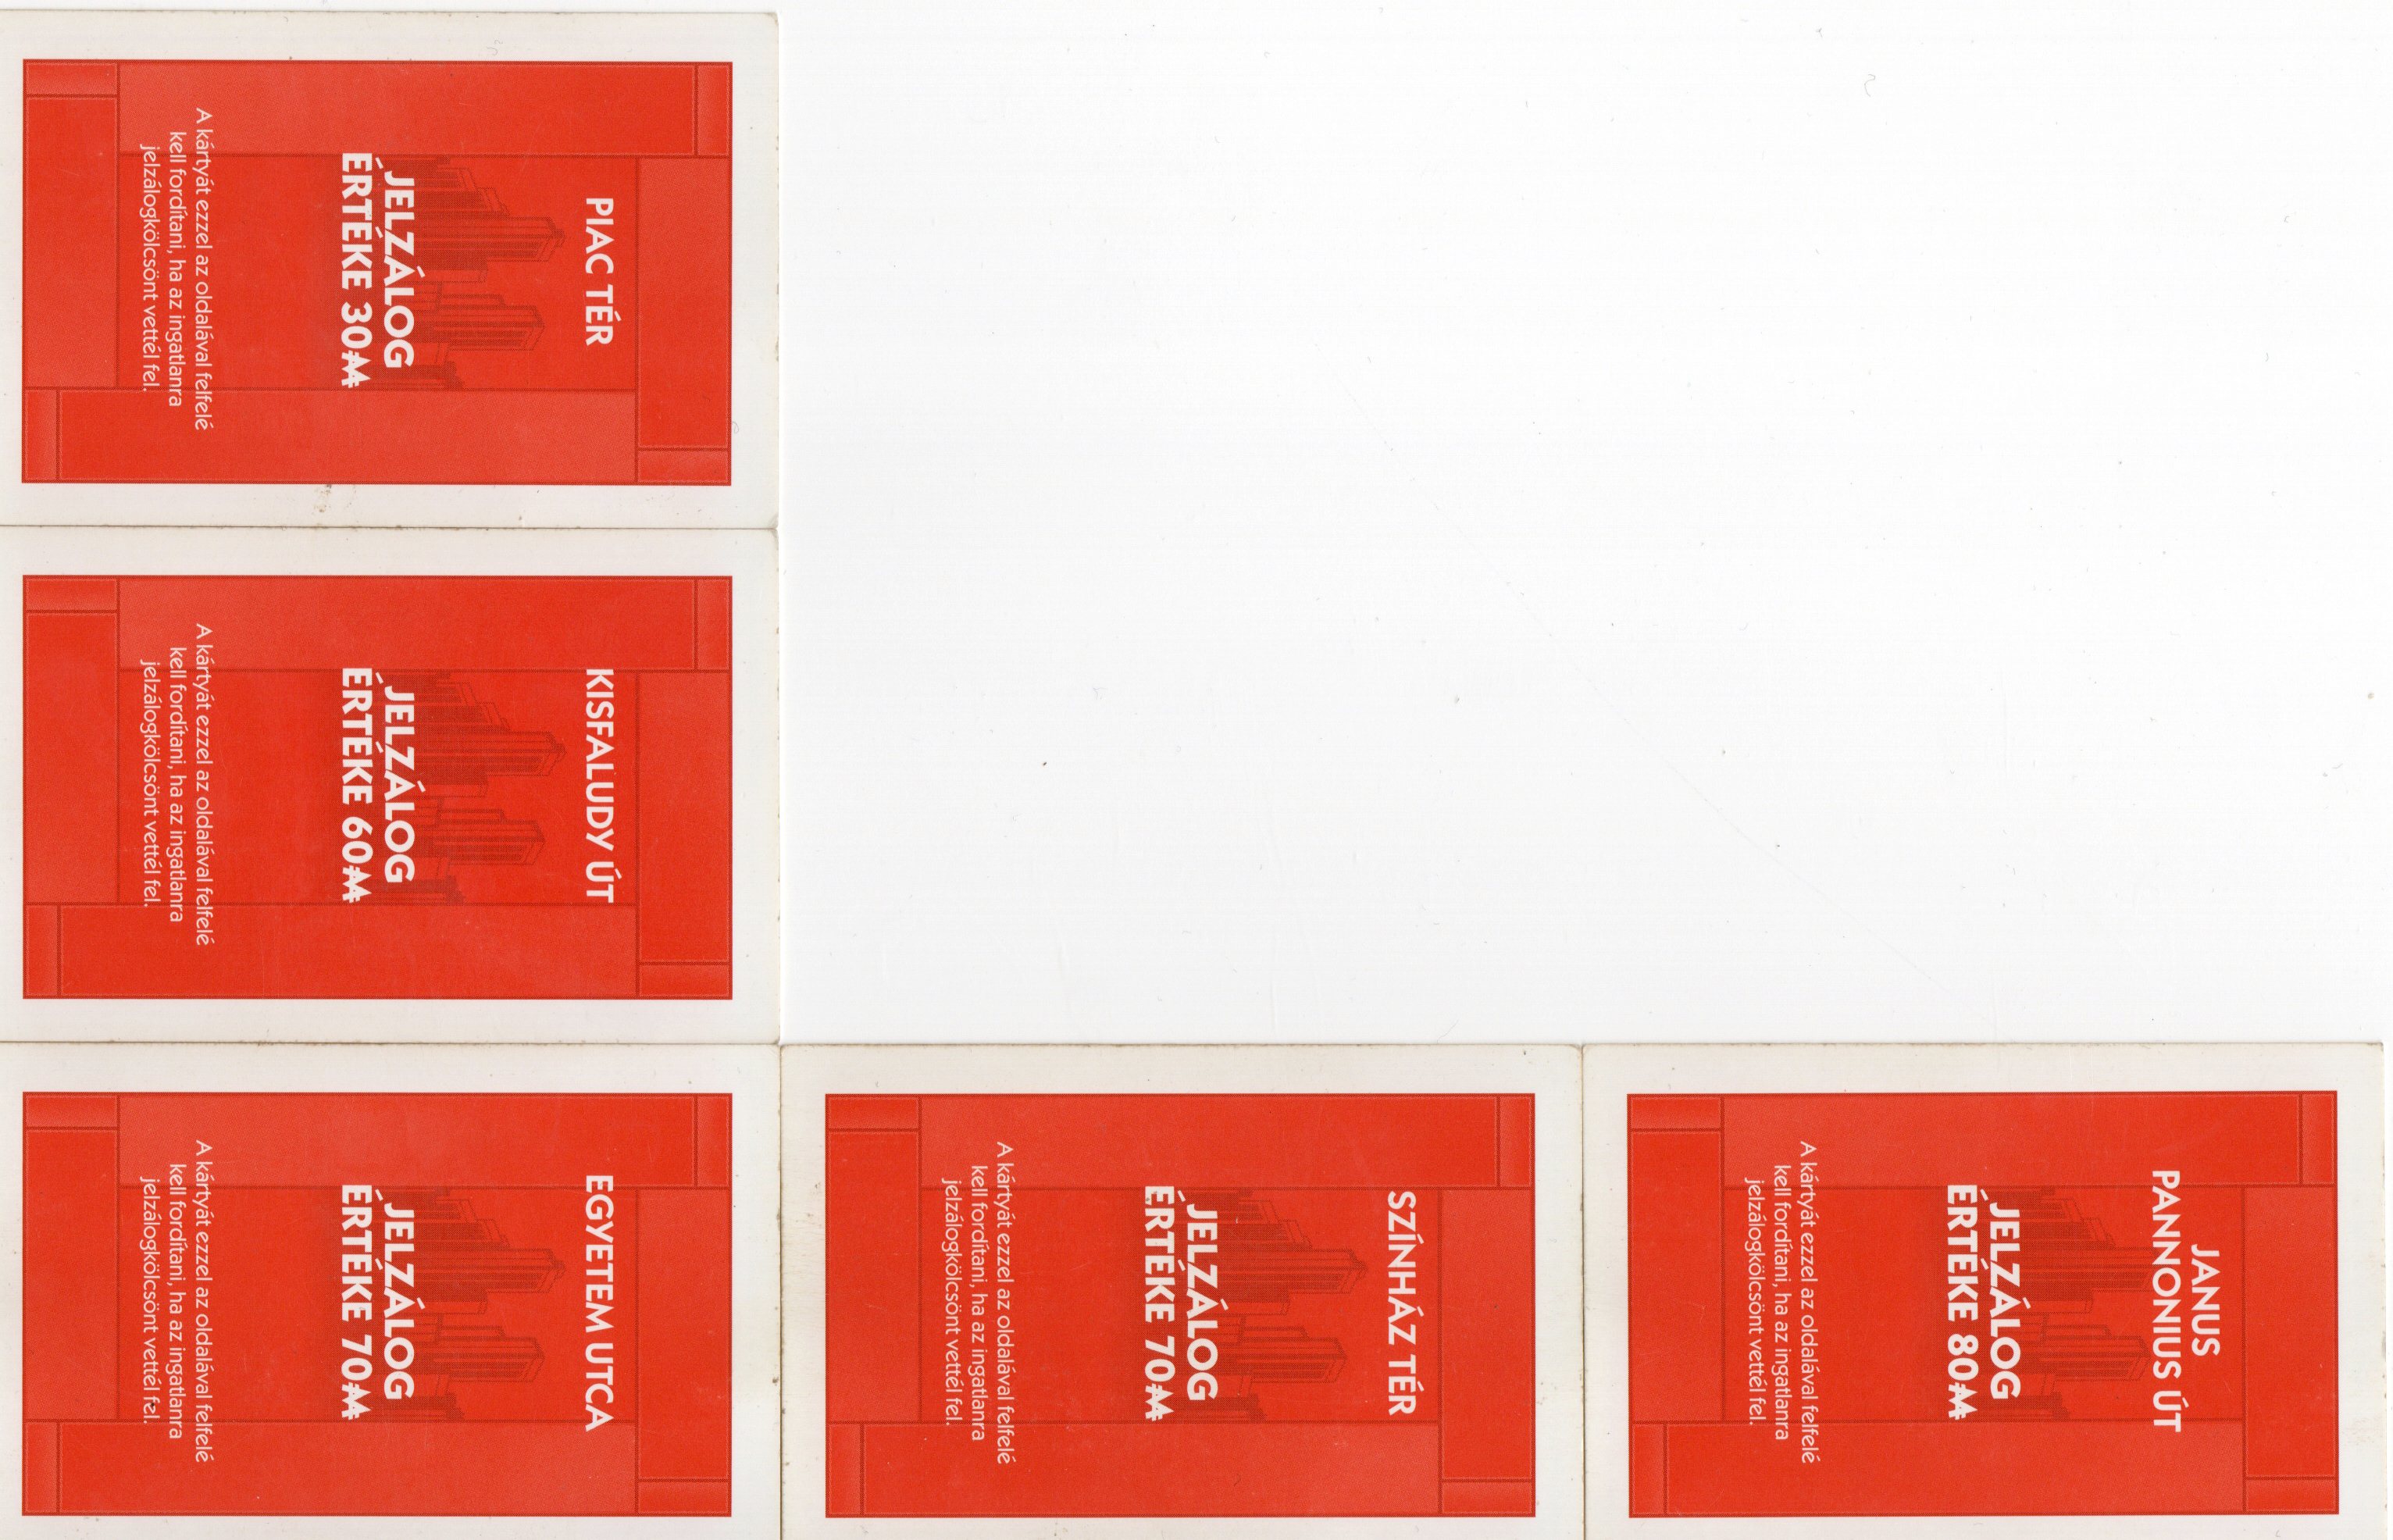 PIAC TÉR
JELZÁLOG
ÉRTÉKE 30₩
A kártyát ezzel az oldalával felfelé
kell fordítani, ha az ingatlanra
jelzálogkölcsönt vettél fel.
KISFALUDY ÚT
JELZÁLOG
ÉRTÉKE 60₩
A kártyát ezzel az oldalával felfelé
kell fordítani, ha az ingatlanra
jelzálogkölcsönt vettél fel.
EGYETEM UTCA
JELZÁLOG
ÉRTÉKE 70₩
A kártyát ezzel az oldalával felfelé
kell fordítani, ha az ingatlanra
jelzálogkölcsönt vettél fel.
SZÍNHÁZ TÉR
JELZÁLOG
ÉRTÉKE 70₩
A kártyát ezzel az oldalával felfelé
kell fordítani, ha az ingatlanra
jelzálogkölcsönt vettél fel.
JANUS
PANNONIUS ÚT
JELZÁLOG
ÉRTÉKE 80₩
A kártyát ezzel az oldalával felfelé
kell fordítani, ha az ingatlanra
jelzálogkölcsönt vettél fel.